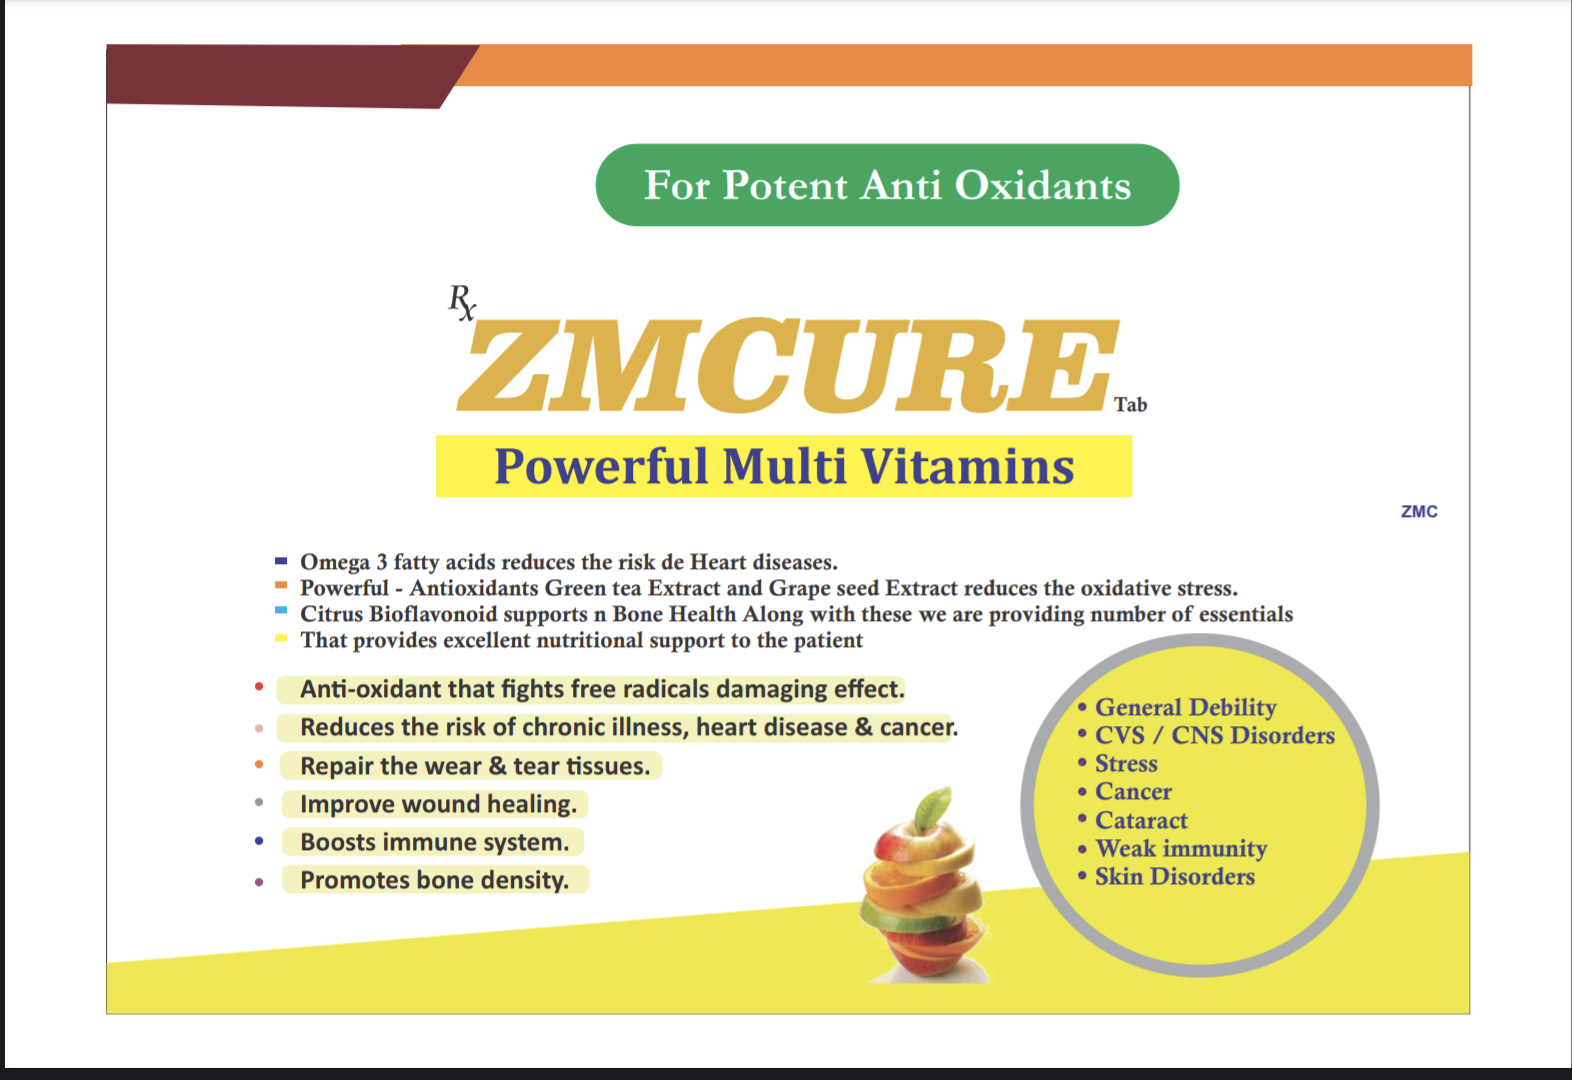 For Potent Anti Oxidants
Rx
ZMCURE Tab
Powerful Multi Vitamins
ZMC
Omega 3 fatty acids reduces the risk de Heart diseases.
Powerful - Antioxidants Green tea Extract and Grape seed Extract reduces the oxidative stress.
Citrus Bioflavonoid supports n Bone Health Along with these we are providing number of essentials
That provides excellent nutritional support to the patient
Anti-oxidant that fights free radicals damaging effect.
Reduces the risk of chronic illness, heart disease & cancer.
Repair the wear & tear tissues.
Improve wound healing.
Boosts immune system.
Promotes bone density.
• General Debility
• CVS / CNS Disorders
• Stress
• Cancer
• Cataract
• Weak immunity
• Skin Disorders